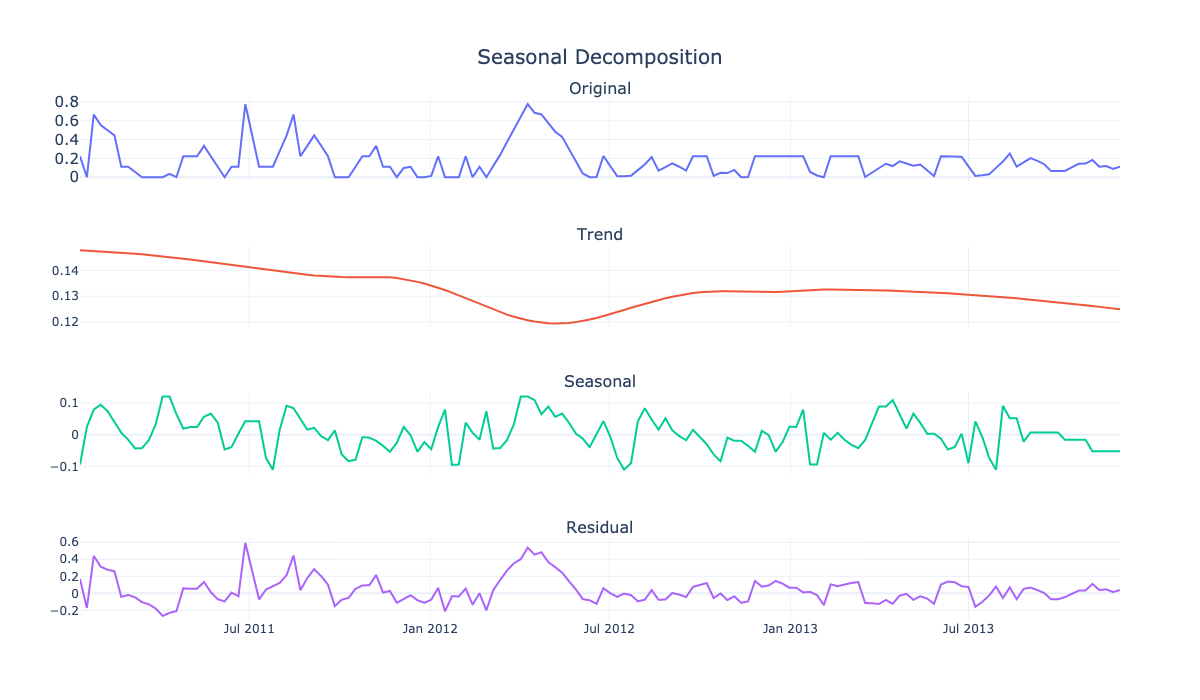 Seasonal Decomposition
Original
0.8
0.6
0.4
0.2
0
Trend
0.14
0.13
0.12
Seasonal
0.1
0
−0.1
Residual
0.6
0.4
0.2
0
−0.2
Jul 2011 Jan 2012 Jul 2012 Jan 2013 Jul 2013